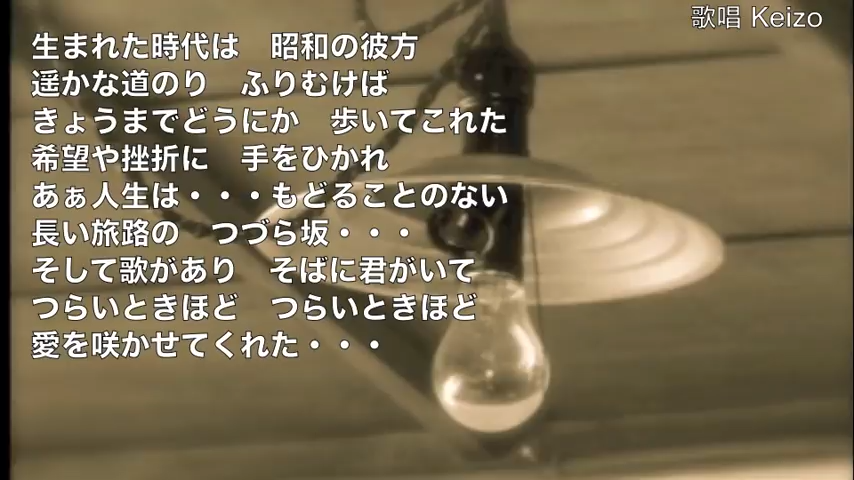 歌唱 Keizo
生まれた時代は　昭和の彼方
遥かな道のり　ふりむけば
きょうまでどうにか　歩いてこれた
希望や挫折に　手をひかれ
あぁ人生は・・・もどることのない
長い旅路の　つづら坂・・・
そして歌があり　そばに君がいて
つらいときほど　つらいときほど
愛を咲かせてくれた・・・